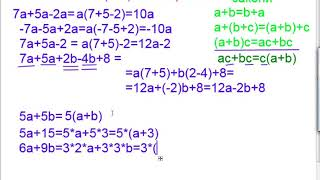 7a+5a-2a= a(7+5-2)=10a
-7a-5a+2a=a(-7-5+2)=-10a
7a+5a-2 = a(7+5)-2=12a-2
7a+5a+2b-4b+8 =
=a(7+5)+b(2-4)+8=
=12a+(-2)b+8=12a-2b+8
5a+5b= 5(a+b)
5a+15=5*a+5*3=5*(a+3)
6a+9b=3*2*a+3*3*b=3*(
a+b=b+a
a+(b+c)=(a+b)+c
(a+b)c=ac+bc
ac+bc=c(a+b)